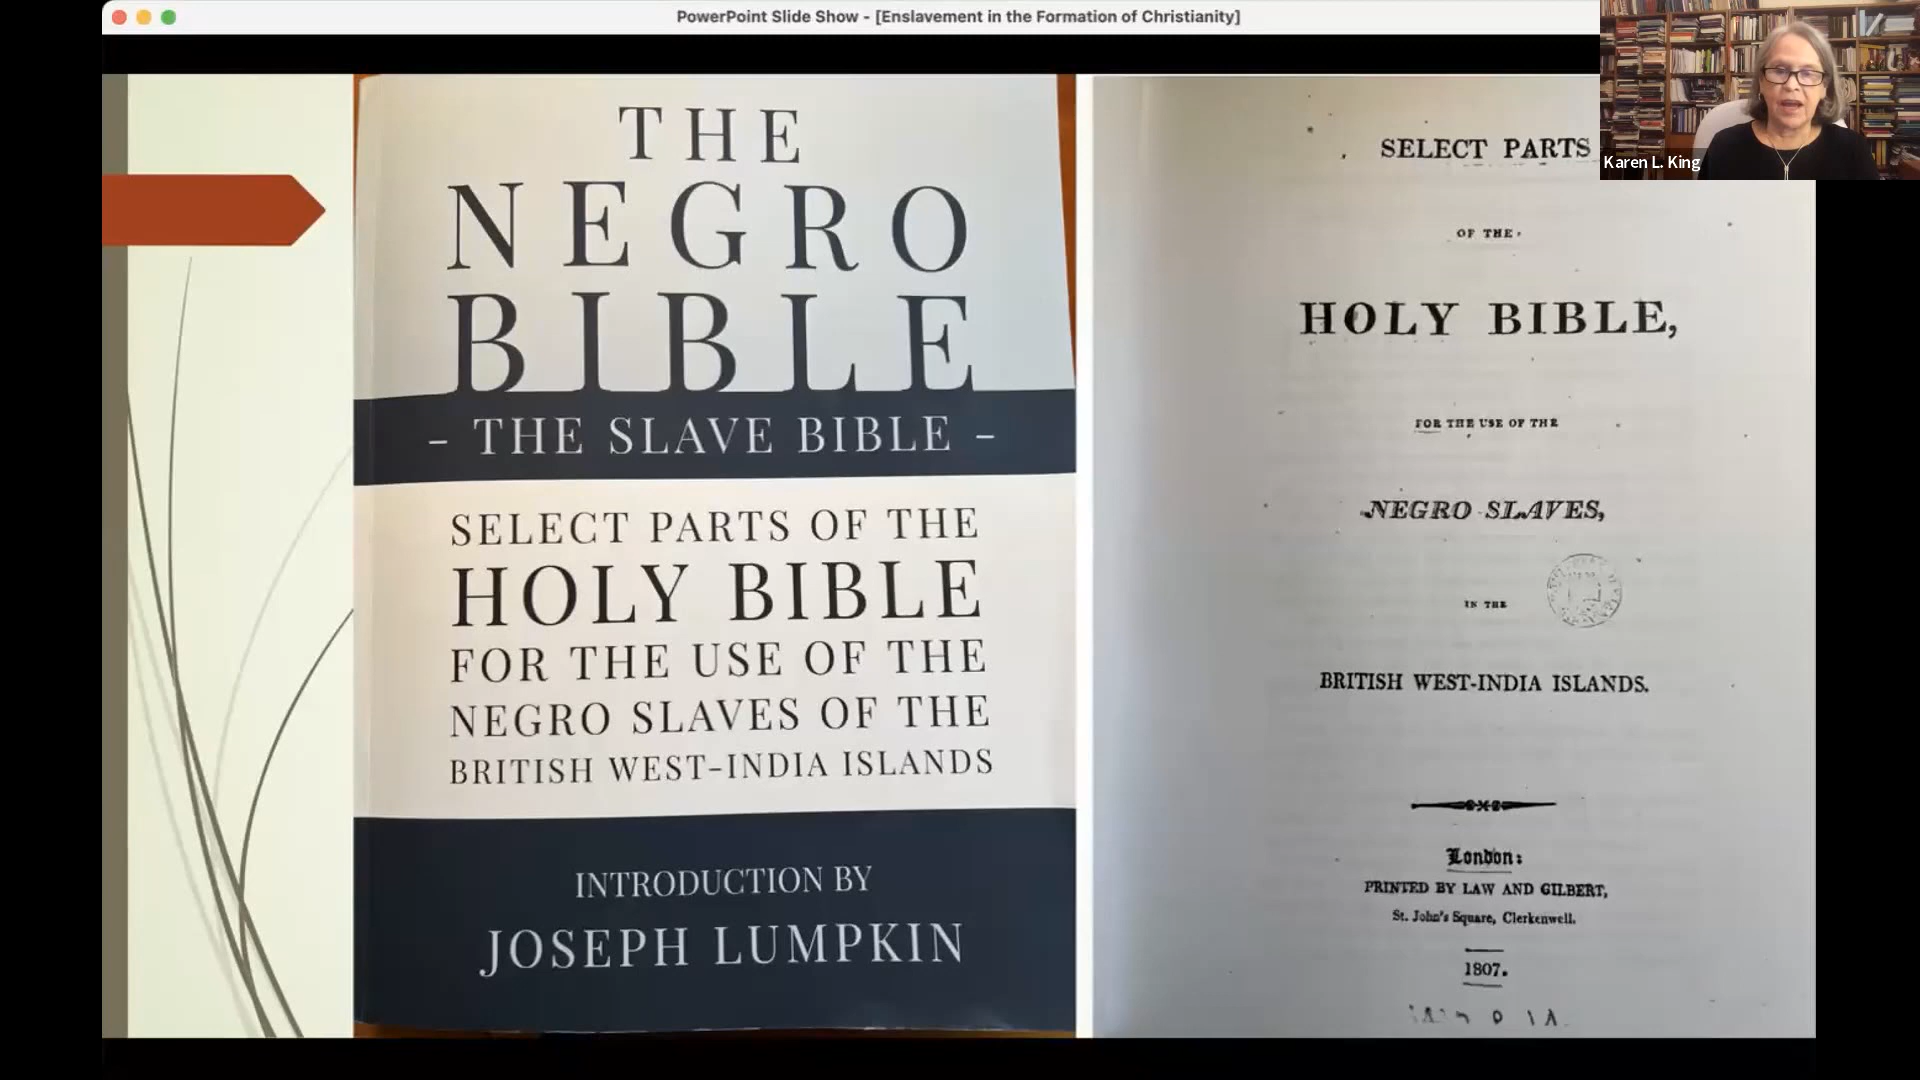 PowerPoint Slide Show - [Enslavement in the Formation of Christianity]
Karen L. King
THE
NEGRO
BIBLE
- THE SLAVE BIBLE -
SELECT PARTS OF THE
HOLY BIBLE
FOR THE USE OF THE
NEGRO SLAVES OF THE
BRITISH WEST-INDIA ISLANDS
INTRODUCTION BY
JOSEPH LUMPKIN
SELECT PARTS
OF THE
HOLY BIBLE,
FOR THE USE OF THE
NEGRO SLAVES,
IN THE
BRITISH WEST-INDIA ISLANDS.
London:
PRINTED BY LAW AND GILBERT,
St. John's Square, Clerkenwell.
1807.